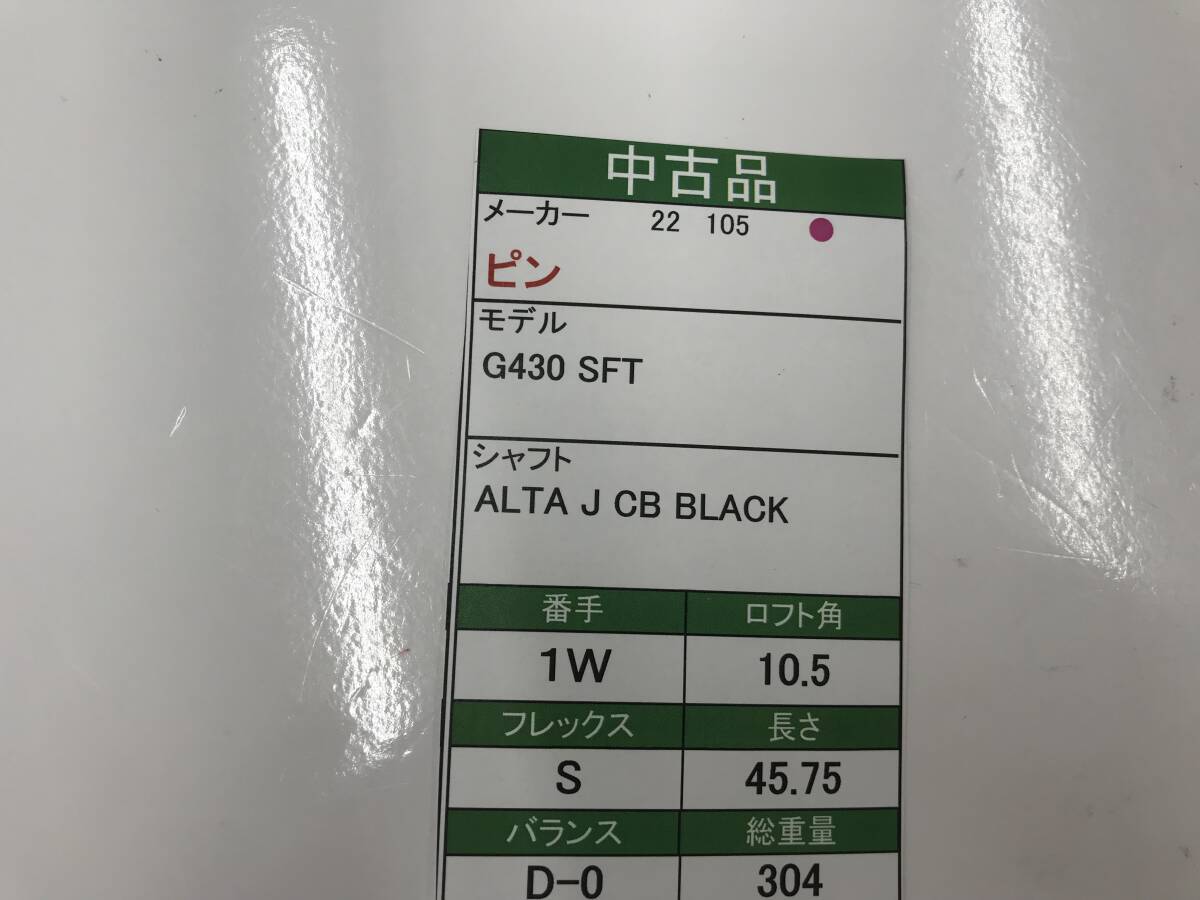 中古品
メーカー 22 105
ピン
モデル
G430 SFT
シャフト
ALTA J CB BLACK
番手 ロフト角
1W 10.5
フレックス 長さ
S 45.75
バランス 総重量
D-0 304